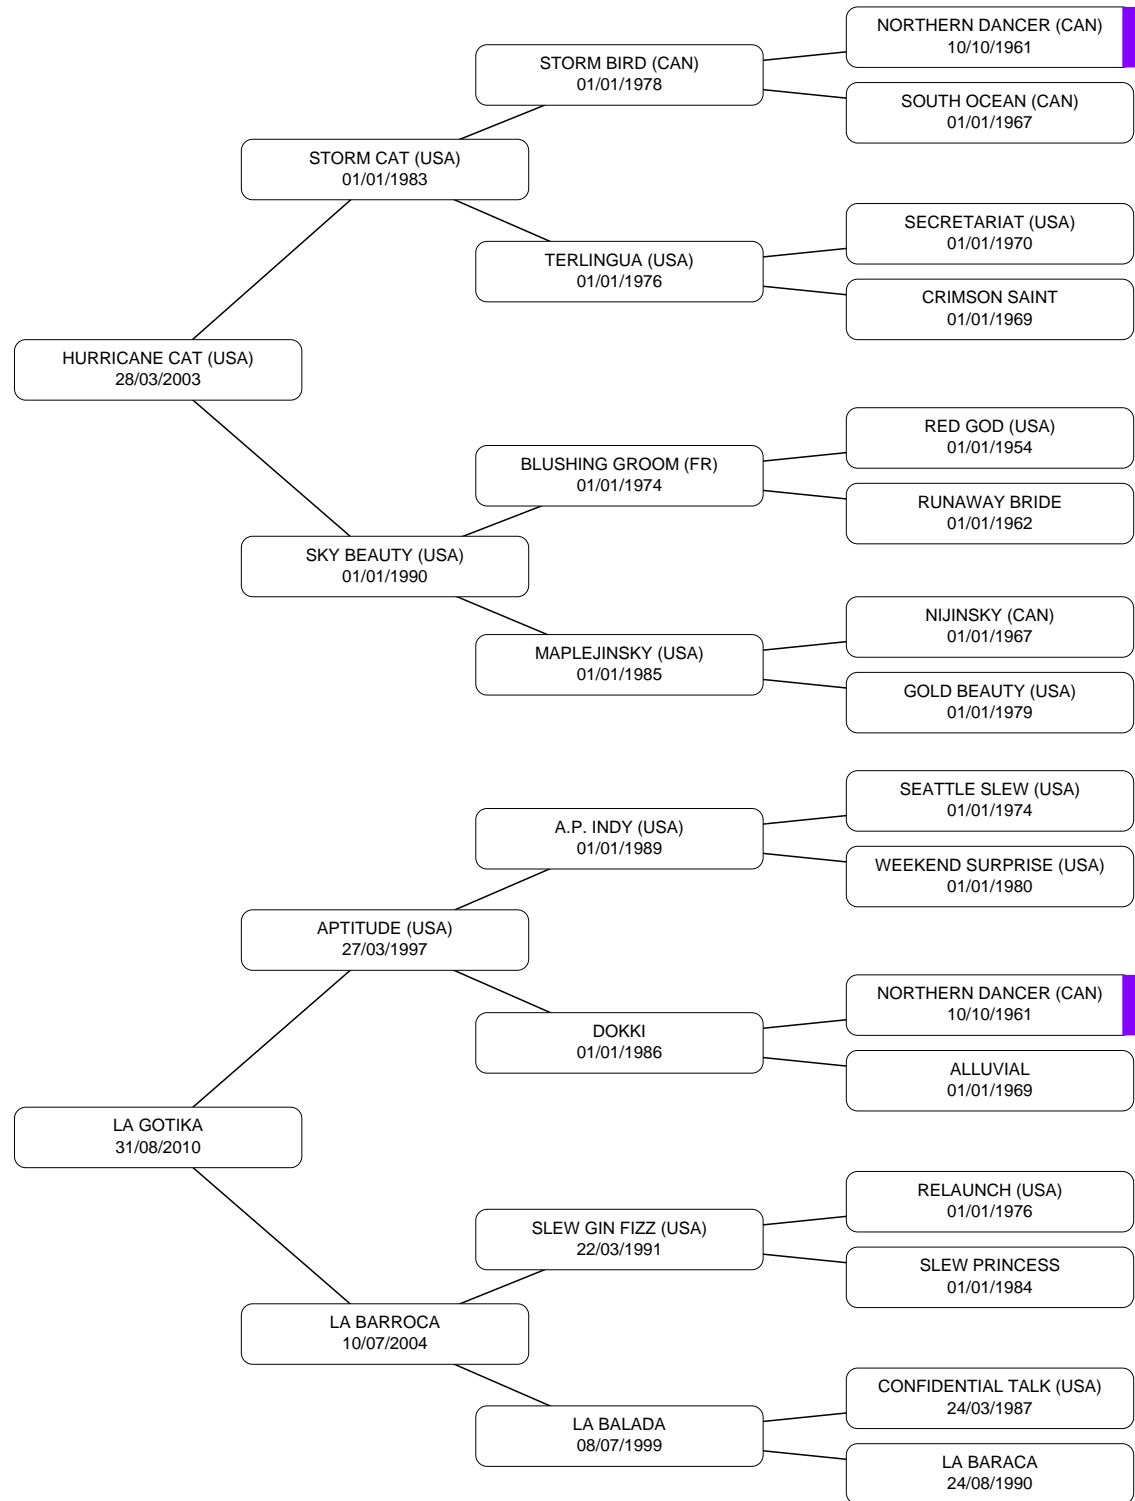 NORTHERN DANCER (CAN)
10/10/1961
STORM BIRD (CAN)
01/01/1978
SOUTH OCEAN (CAN)
01/01/1967
STORM CAT (USA)
01/01/1983
SECRETARIAT (USA)
01/01/1970
TERLINGUA (USA)
01/01/1976
CRIMSON SAINT
01/01/1969
HURRICANE CAT (USA)
28/03/2003
RED GOD (USA)
01/01/1954
BLUSHING GROOM (FR)
01/01/1974
RUNAWAY BRIDE
01/01/1962
SKY BEAUTY (USA)
01/01/1990
NIJINSKY (CAN)
01/01/1967
MAPLEJINSKY (USA)
01/01/1985
GOLD BEAUTY (USA)
01/01/1979
SEATTLE SLEW (USA)
01/01/1974
A.P. INDY (USA)
01/01/1989
WEEKEND SURPRISE (USA)
01/01/1980
APTITUDE (USA)
27/03/1997
NORTHERN DANCER (CAN)
10/10/1961
DOKKI
01/01/1986
ALLUVIAL
01/01/1969
LA GOTIKA
31/08/2010
RELAUNCH (USA)
01/01/1976
SLEW GIN FIZZ (USA)
22/03/1991
SLEW PRINCESS
01/01/1984
LA BARROCA
10/07/2004
CONFIDENTIAL TALK (USA)
24/03/1987
LA BALADA
08/07/1999
LA BARACA
24/08/1990